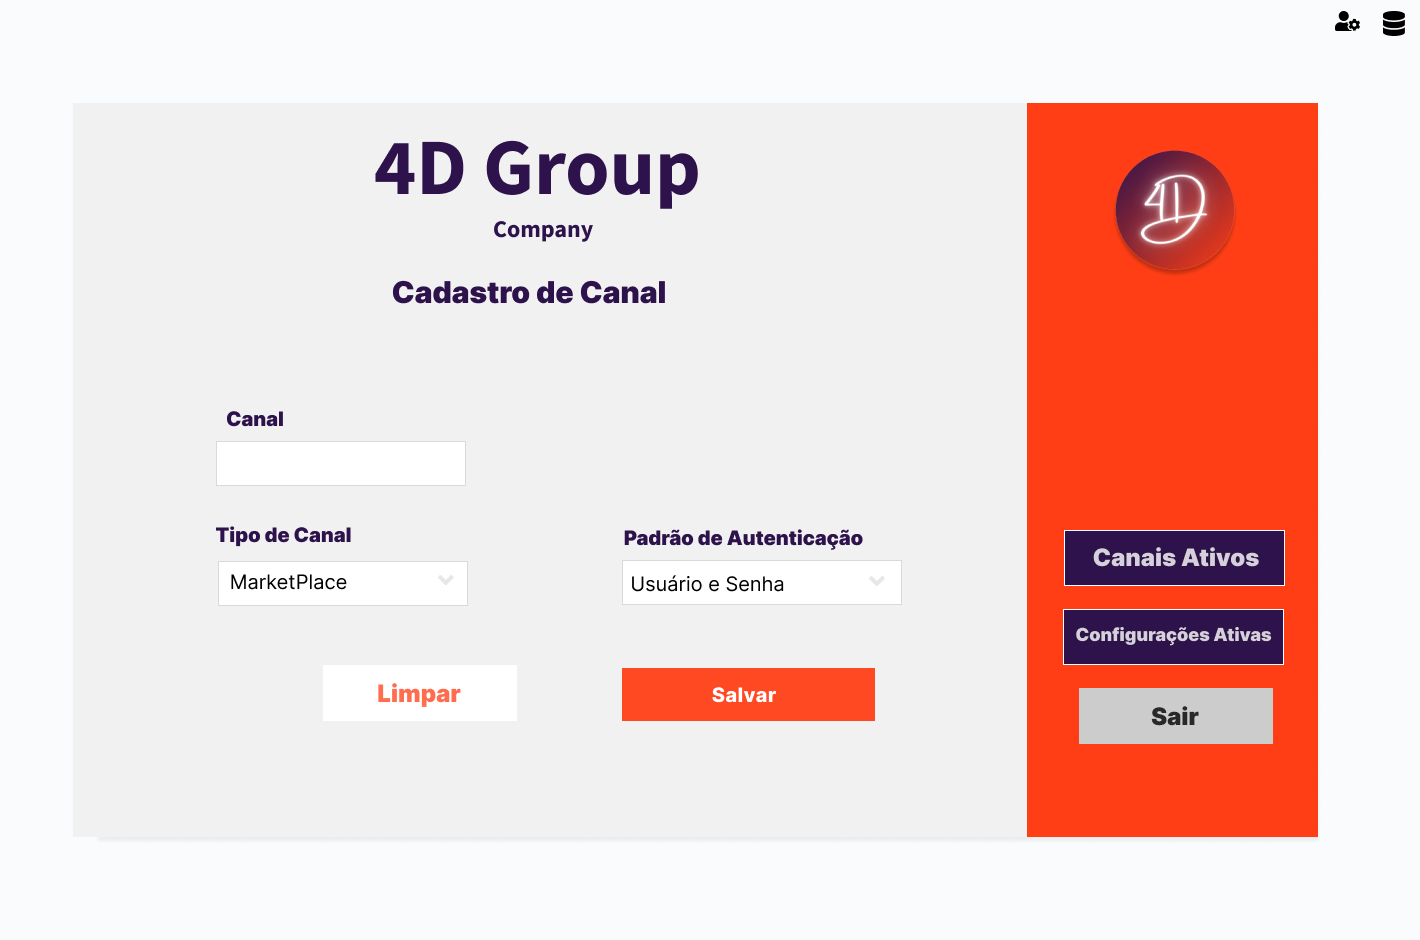 4D Group
Company
Cadastro de Canal
Canal
Tipo de Canal
MarketPlace
Padrão de Autenticação
Usuário e Senha
Limpar
Salvar
4D
Canais Ativos
Configurações Ativas
Sair